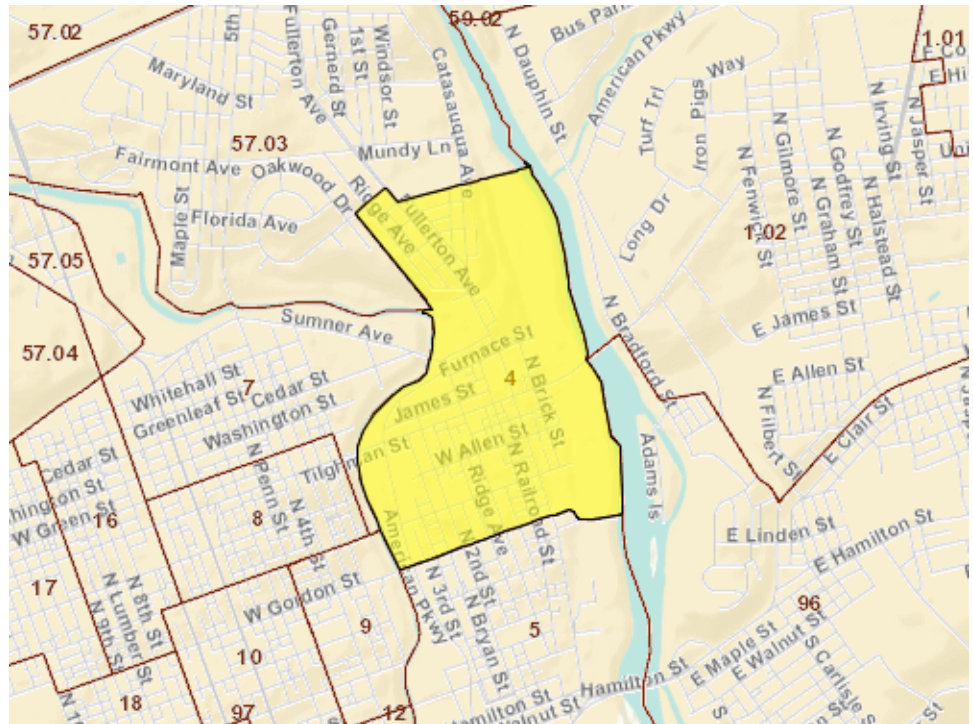 57.02
5th
Fullerton Ave
Gernerd St
1st St
Windsor St
Catasauqua Ave
59.02
N Dauphin St
Bus Park
American Pkwy
Way
Iron Pigs
Turf Trl
1.01
E Co
E Hi
Uni
N Irving St
N Jasper St
Maryland St
57.03
Mundy Ln
Fairmont Ave
Oakwood Dr
Ridge Ave
Fullerton Ave
Florida Ave
Maple St
Long Dr
N Fenwick St
N Gilmore St
N Graham St
N Godfrey St
N Halstead St
1.02
57.05
57.04
Sumner Ave
Furnace St
N Bradford St
E James St
Whitehall St
7
Greenleaf St
Cedar St
Washington St
James St
4
N Brick St
E Allen St
N Filbert St
E Clair St
N Jasp
Cedar St
hington St
W Green St
16
N Penn St
Tilghman St
W Allen St
Ridge Ave
N Railroad St
Adams Is
8
N 4th St
American Pkwy
E Linden St
E Hamilton St
17
N 8th St
N Lumber St
N 9th St
W Gordon St
9
N 3rd St
N 2nd St
N Bryan St
5
96
S
10
18
97
12
Hamilton St
Hamilton St
Walnut St
E Maple St
E Walnut St
S Carlisle
N 10